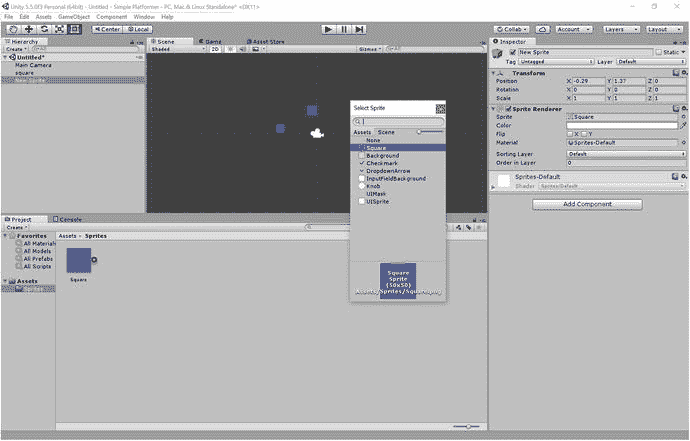 Unity 5.5.0f3 Personal (64bit) - Untitled - Simple Platformer - PC, Mac & Linux Standalone* <DX11>
File Edit Assets GameObject Component Window Help
Center Local
Collab Account Layers Layout
Hierarchy
Create
All
Untitled*
Main Camera
square
Scene Game Asset Store
Shaded 2D Gizmos All
Select Sprite
Assets Scene
None
Square
Background
Checkmark
DropdownArrow
InputFieldBackground
Knob
UIMask
UISprite
Square
Sprite
(50x50)
Assets/Sprites/Square.png
Inspector
New Sprite Static
Tag Untagged Layer Default
Transform
Position X -0.29 Y 1.37 Z 0
Rotation X 0 Y 0 Z 0
Scale X 1 Y 1 Z 1
Sprite Renderer
Sprite Square
Color
Flip X Y
Material Sprites-Default
Sorting Layer Default
Order in Layer 0
Sprites-Default
Shader Sprites/Default
Add Component
Project Console
Create
Favorites
All Material
All Models
All Prefabs
All Scripts
Assets
Assets Sprites
Square